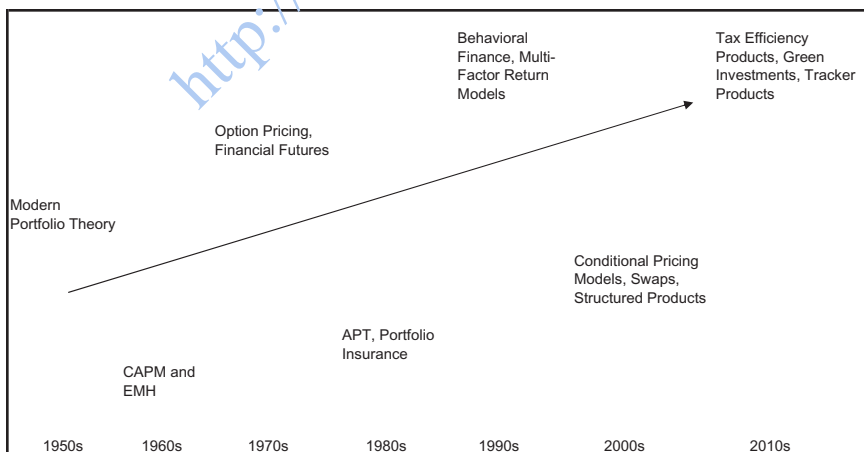 http:/
Behavioral
Finance, Multi-
Factor Return
Models
Tax Efficiency
Products, Green
Investments, Tracker
Products
Option Pricing,
Financial Futures
Modern
Portfolio Theory
Conditional Pricing
Models, Swaps,
Structured Products
APT, Portfolio
Insurance
CAPM and
EMH
1950s 1960s 1970s 1980s 1990s 2000s 2010s